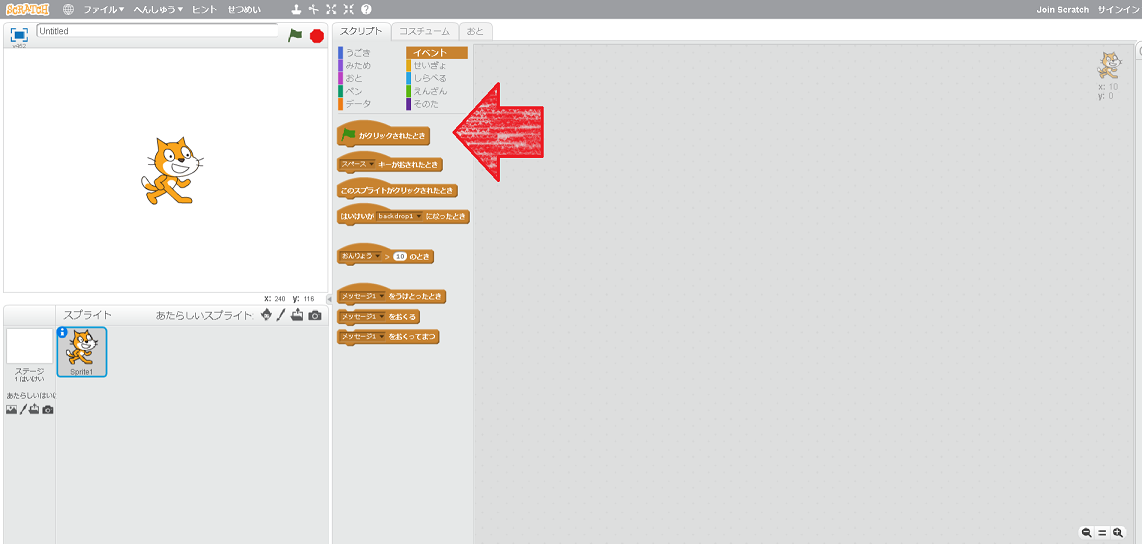 SCRATCH ファイル▼ へんしゅう▼ ヒント せつめい Join Scratch サインイン
Untitled
v452
スクリプト コスチューム おと
うごき イベント
みため せいぎょ
おと しらべる
ペン えんざん
データ そのた
がクリックされたとき
スペース キーがおされたとき
このスプライトがクリックされたとき
はいけいが backdrop1 になったとき
おんりょう > 10 のとき
メッセージ1 をうけとったとき
メッセージ1 をおくる
メッセージ1 をおくってまつ
x: 10
y: 0
x: 240 y: 116
スプライト あたらしいスプライト:
ステージ
1 はいけい
Sprite1
あたらしいはいけ